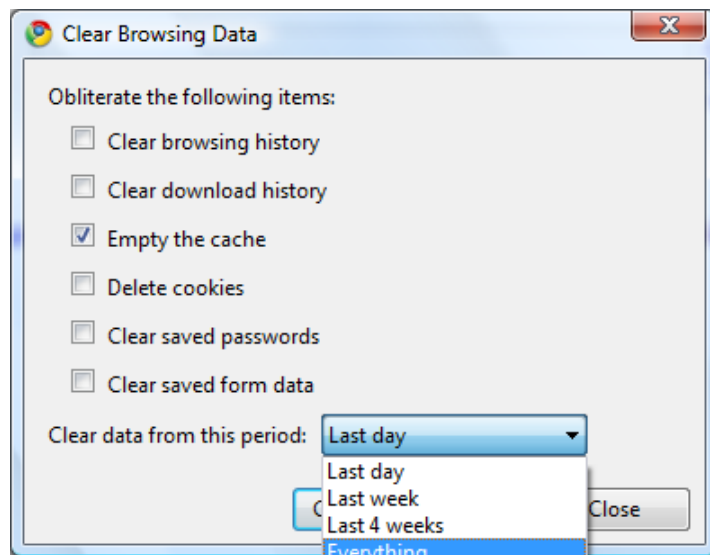 Clear Browsing Data
Obliterate the following items:
Clear browsing history
Clear download history
Empty the cache
Delete cookies
Clear saved passwords
Clear saved form data
Clear data from this period: Last day
Last day
Last week
Last 4 weeks
Close
Everything